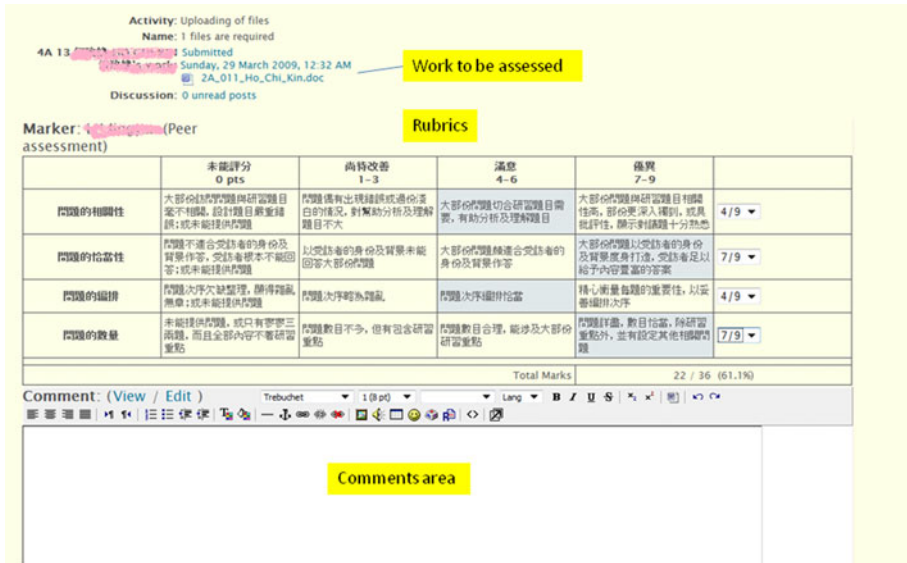 Activity: Uploading of files
Name: 1 files are required
4A 13 Submitted
Sunday, 29 March 2009, 12:32 AM
2A_011_Ho_Chi_Kin.doc
Discussion: 0 unread posts
Work to be assessed
Marker: (Peer
assessment)
Rubrics
未能評分
0 pts
尚待改善
1-3
滿意
4-6
優異
7-9
問題的相關性
大部份訪問問題與研習題目
毫不相關, 設計題目嚴重錯
誤;或未能提供問題
問題偶有出現錯誤或過份淺
白的情況, 對幫助分析及理解
題目不大
大部份問題切合研習題目需
要, 有助分析及理解題目
大部份問題與研習題目相關
性高, 部份更深入獨到, 或具
批評性, 顯示對議題十分熟悉
4/9
問題的恰當性
問題不適合受訪者的身份及
背景作答, 受訪者根本不能回
答;或未能提供問題
以受訪者的身份及背景未能
回答大部份問題
大部份問題頗適合受訪者的
身份及背景作答
大部份問題以受訪者的身份
及背景度身打造, 受訪者足以
給予內容豐富的答案
7/9
問題的編排
問題次序欠缺整理, 顯得雜亂
無章;或未能提供問題
問題次序略為雜亂
問題次序編排恰當
精心衡量每題的重要性, 以妥
善編排次序
4/9
問題的數量
未能提供問題, 或只有寥寥三
兩題, 而且全部內容不著研習
重點
問題數目不多, 但有包含研習
重點
問題數目合理, 能涉及大部份
研習重點
問題詳盡, 數目恰當, 除研習
重點外, 並有設定其他相關問
題
7/9
Total Marks
22 / 36 (61.1%)
Comment: (View / Edit )
Trebuchet
1 (8 pt)
Lang
B I U S
Comments area